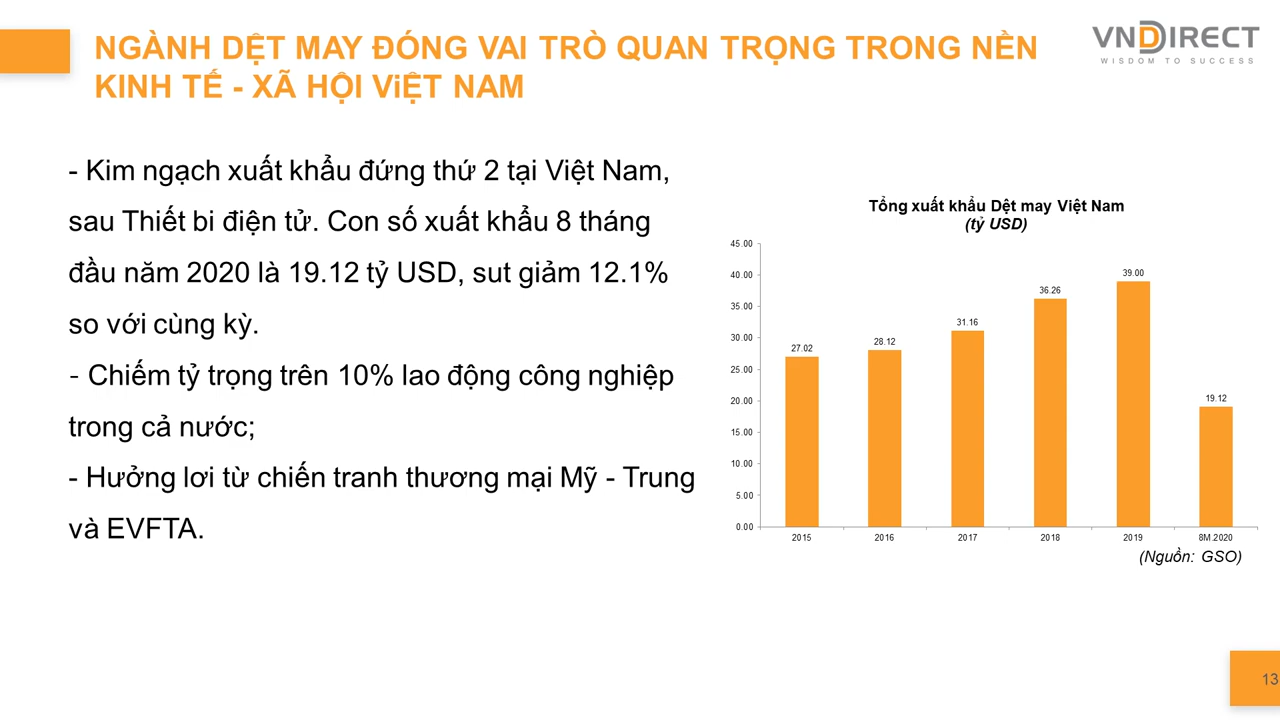 NGÀNH DỆT MAY ĐÓNG VAI TRÒ QUAN TRỌNG TRONG NỀN
KINH TẾ - XÃ HỘI ViỆT NAM
VNDIRECT
WISDOM TO SUCCESS
- Kim ngạch xuất khẩu đứng thứ 2 tại Việt Nam,
sau Thiết bi điện tử. Con số xuất khẩu 8 tháng
đầu năm 2020 là 19.12 tỷ USD, sut giảm 12.1%
so với cùng kỳ.
- Chiếm tỷ trọng trên 10% lao động công nghiệp
trong cả nước;
- Hưởng lơi từ chiến tranh thương mại Mỹ - Trung
và EVFTA.
Tổng xuất khẩu Dệt may Việt Nam
(tỷ USD)
45.00
40.00
35.00
30.00
25.00
20.00
15.00
10.00
5.00
0.00
27.02
28.12
31.16
36.26
39.00
19.12
2015 2016 2017 2018 2019 8M.2020
(Nguồn: GSO)
13